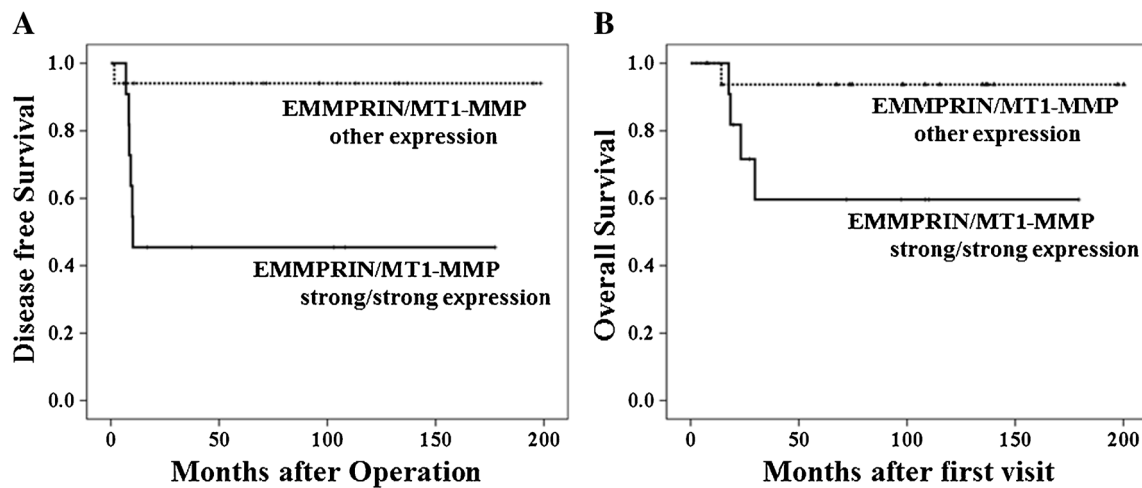 A
Disease free Survival
1.0
0.8
0.6
0.4
0.2
0.0
EMMPRIN/MT1-MMP
other expression
EMMPRIN/MT1-MMP
strong/strong expression
0 50 100 150 200
Months after Operation
B
Overall Survival
1.0
0.8
0.6
0.4
0.2
0.0
EMMPRIN/MT1-MMP
other expression
EMMPRIN/MT1-MMP
strong/strong expression
0 50 100 150 200
Months after first visit